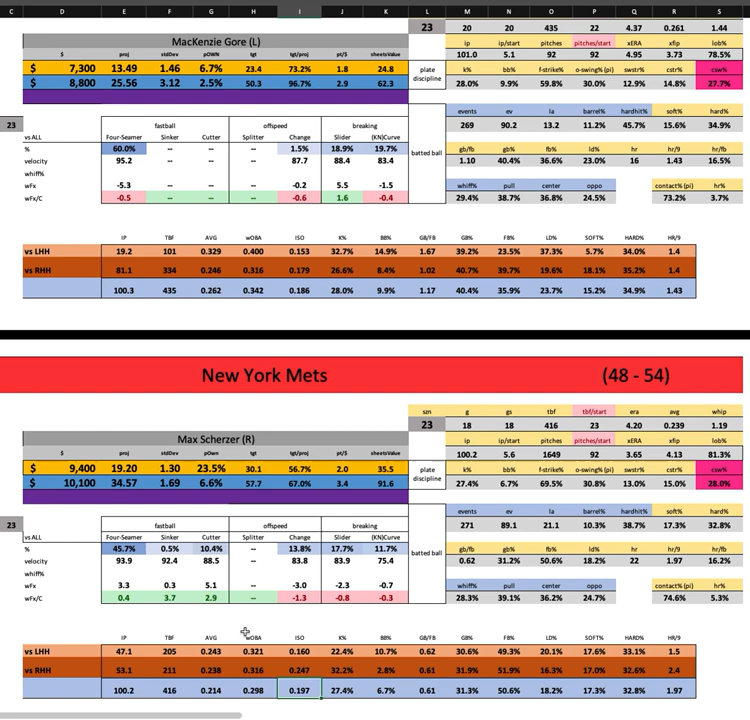 C D E F G H I J K L M N O P Q R S
23 20 20 435 22 4.37 0.261 1.44
MacKenzie Gore (L) ip ip/start pitches pitches/start xERA xfip lob%
$ proj stdDev pOWN tgt tgt/proj pt/$ sheetsValue 101.0 5.1 92 92 4.95 3.73 78.5%
$ 7,300 13.49 1.46 6.7% 23.4 73.2% 1.8 24.8 plate discipline k% bb% f-strike% o-swing% (pi) swstr% cstr% csw%
$ 8,800 25.56 3.12 2.5% 50.3 96.7% 2.9 62.3 28.0% 9.9% 59.8% 30.0% 12.9% 14.8% 27.7%
events ev la barrel% hardhit% soft% hard%
23 fastball offspeed breaking 269 90.2 13.2 11.2% 45.7% 15.6% 34.9%
vs ALL Four-Seamer Sinker Cutter Splitter Change Slider (KN)Curve
% 60.0% -- -- -- 1.5% 18.9% 19.7% batted ball gb/fb gb% fb% ld% hr hr/9 hr/fb
velocity 95.2 -- -- -- 87.7 88.4 83.4 1.10 40.4% 36.6% 23.0% 16 1.43 16.5%
whiff%
wFx -5.3 -- -- -- -0.2 5.5 -1.5 whiff% pull center oppo contact% (pi) hr%
wFx/C -0.5 -- -- -- -0.6 1.6 -0.4 29.4% 38.7% 36.8% 24.5% 73.2% 3.7%
IP TBF AVG wOBA ISO K% BB% GB/FB GB% FB% LD% SOFT% HARD% HR/9
vs LHH 19.2 101 0.329 0.400 0.153 32.7% 14.9% 1.67 39.2% 23.5% 37.3% 5.7% 34.0% 1.4
vs RHH 81.1 334 0.246 0.316 0.179 26.6% 8.4% 1.02 40.7% 39.7% 19.6% 18.1% 35.2% 1.4
100.3 435 0.262 0.342 0.186 28.0% 9.9% 1.17 40.4% 35.9% 23.7% 15.2% 34.9% 1.43
New York Mets (48 - 54)
szn g gs tbf tbf/start era avg whip
23 18 18 416 23 4.20 0.239 1.19
Max Scherzer (R) ip ip/start pitches pitches/start xERA xfip lob%
$ proj stdDev pOwn tgt tgt/proj pt/$ sheetsValue 100.2 5.6 1649 92 3.65 4.13 81.3%
$ 9,400 19.20 1.30 23.5% 30.1 56.7% 2.0 35.5 plate discipline k% bb% f-strike% o-swing% (pi) swstr% cstr% csw%
$ 10,100 34.57 1.69 6.6% 57.7 67.0% 3.4 91.6 27.4% 6.7% 69.5% 30.8% 13.0% 15.0% 28.0%
events ev la barrel% hardhit% soft% hard%
23 fastball offspeed breaking 271 89.1 21.1 10.3% 38.7% 17.3% 32.8%
vs ALL Four-Seamer Sinker Cutter Splitter Change Slider (KN)Curve
% 45.7% 0.5% 10.4% -- 13.8% 17.7% 11.7% batted ball gb/fb gb% fb% ld% hr hr/9 hr/fb
velocity 93.9 92.4 88.5 -- 83.8 83.9 75.4 0.62 31.2% 50.6% 18.2% 22 1.97 16.2%
whiff%
wFx 3.3 0.3 5.1 -3.0 -2.3 -0.7 whiff% pull center oppo contact% (pi) hr%
wFx/C 0.4 3.7 2.9 -- -1.3 -0.8 -0.3 28.3% 39.1% 36.2% 24.7% 74.6% 5.3%
IP TBF AVG wOBA ISO K% BB% GB/FB GB% FB% LD% SOFT% HARD% HR/9
vs LHH 47.1 205 0.243 0.321 0.160 22.4% 10.7% 0.62 30.6% 49.3% 20.1% 17.6% 33.1% 1.5
vs RHH 53.1 211 0.238 0.316 0.247 32.2% 2.8% 0.61 31.9% 51.9% 16.3% 17.0% 32.6% 2.4
100.2 416 0.214 0.298 0.197 27.4% 6.7% 0.61 31.3% 50.6% 18.2% 17.3% 32.8% 1.97